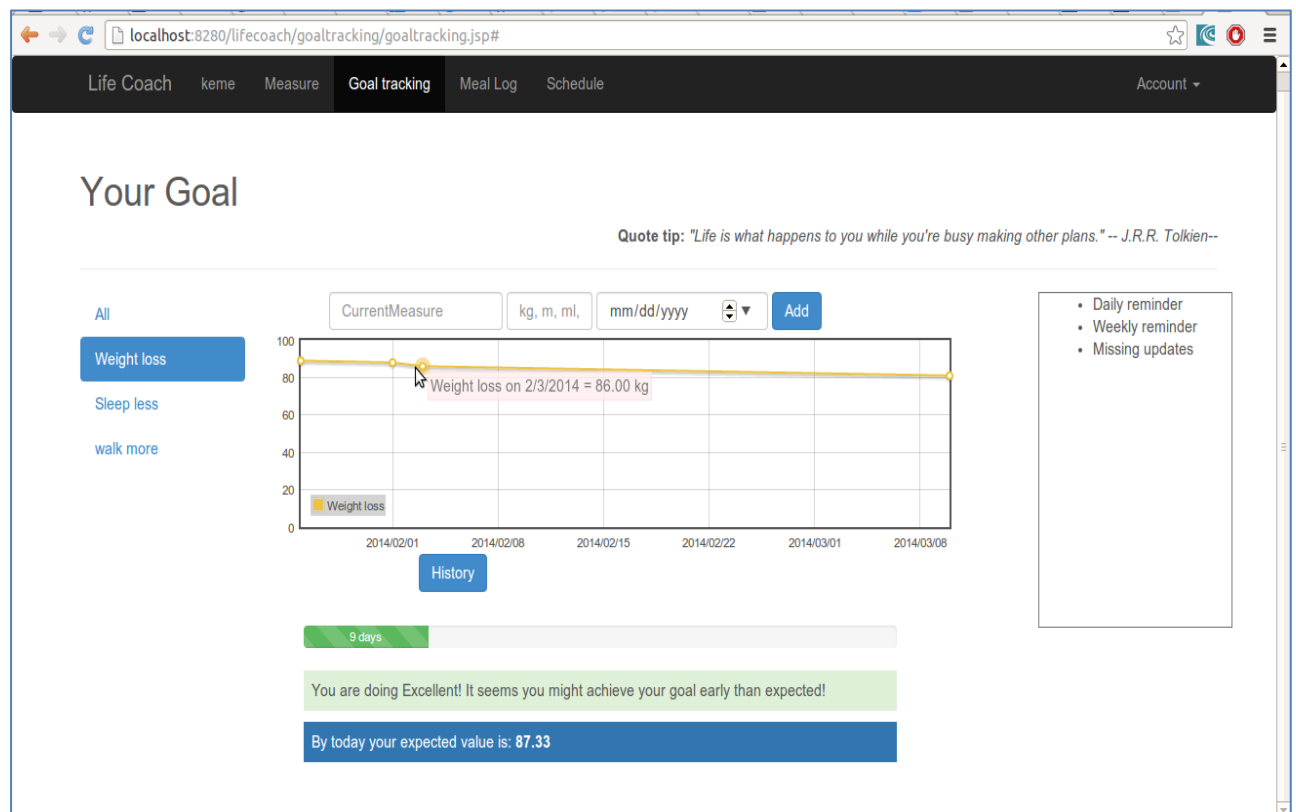 localhost:8280/lifecoach/goaltracking/goaltracking.jsp#
Life Coach keme Measure Goal tracking Meal Log Schedule Account
Your Goal
Quote tip: "Life is what happens to you while you're busy making other plans." -- J.R.R. Tolkien--
All
Weight loss
Sleep less
walk more
CurrentMeasure kg, m, ml, mm/dd/yyyy Add
100
80
60
40
20
0
Weight loss on 2/3/2014 = 86.00 kg
Weight loss
2014/02/01 2014/02/08 2014/02/15 2014/02/22 2014/03/01 2014/03/08
History
Daily reminder
Weekly reminder
Missing updates
9 days
You are doing Excellent! It seems you might achieve your goal early than expected!
By today your expected value is: 87.33